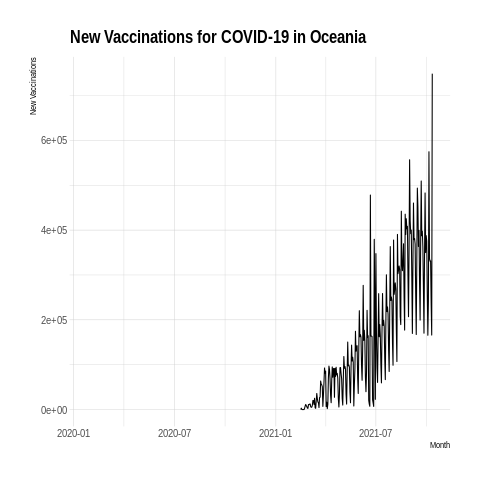 New Vaccinations for COVID-19 in Oceania
New Vaccinations
6e+05
4e+05
2e+05
0e+00
2020-01 2020-07 2021-01 2021-07
Month